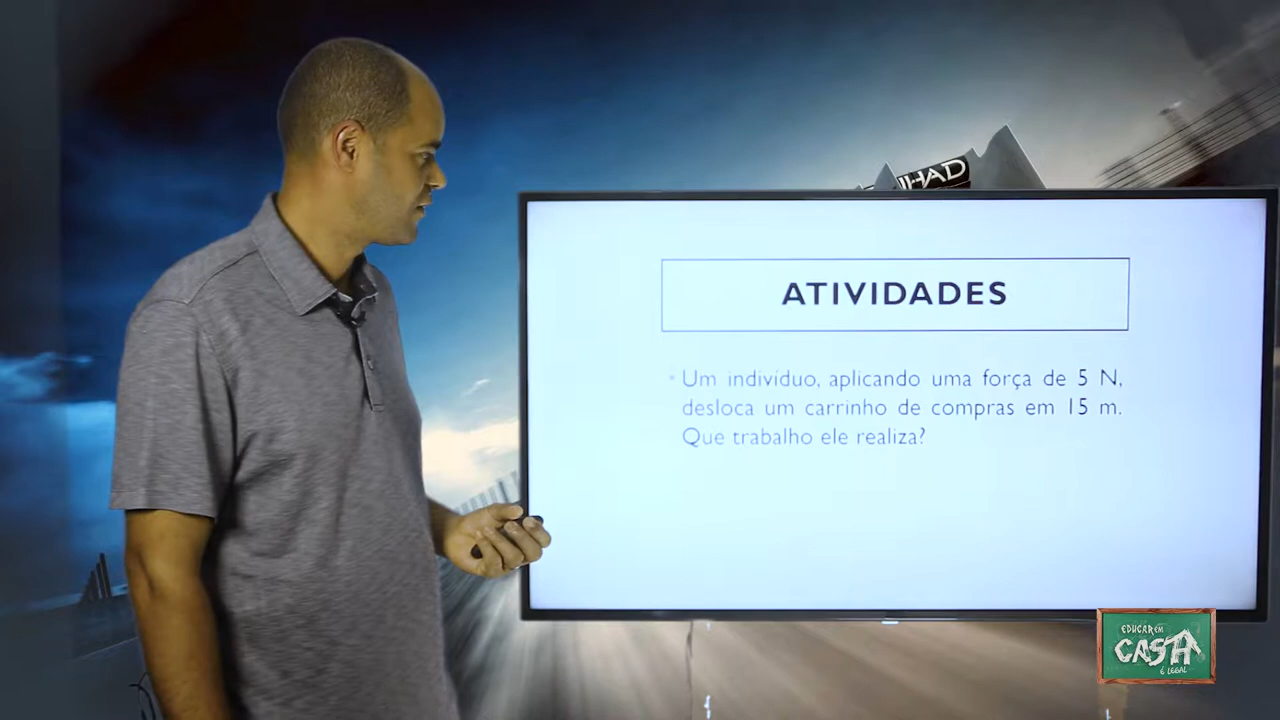 IHAD
ATIVIDADES
Um indivíduo, aplicando uma força de 5 N,
desloca um carrinho de compras em 15 m.
Que trabalho ele realiza?
EDUCAR EM
CASA
É LEGAL